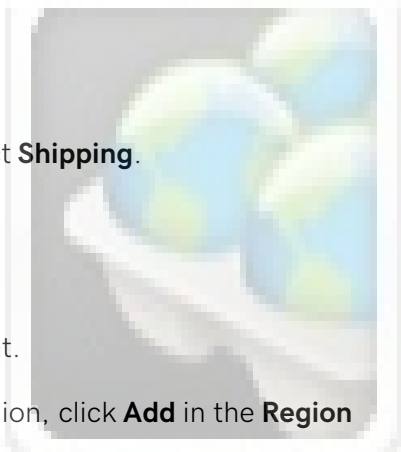 t Shipping.
t.
ion, click Add in the Region